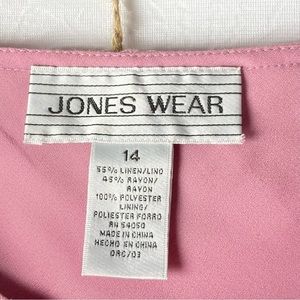 JONES WEAR
14
55% LINEN/LINO
45% RAYON/
RAYON
100% POLYESTER
LINING/
POLIESTER FORRO
RN 54050
MADE IN CHINA
HECHO EN CHINA
ORC/03